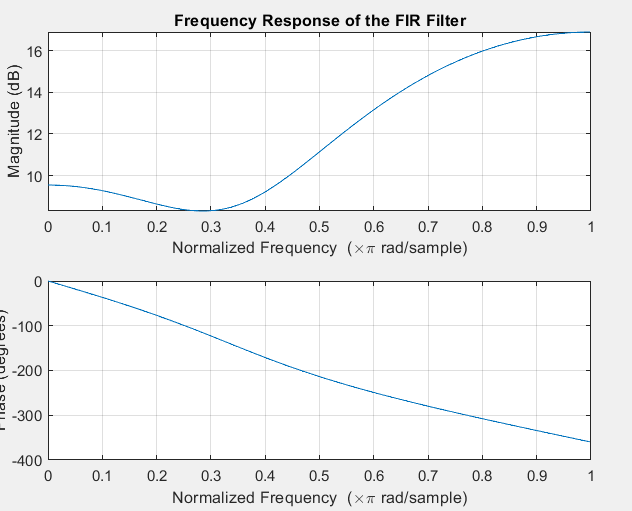 Frequency Response of the FIR Filter
16
14
12
10
Magnitude (dB)
0 0.1 0.2 0.3 0.4 0.5 0.6 0.7 0.8 0.9 1
Normalized Frequency (×π rad/sample)
0
-100
-200
-300
-400
Phase (degrees)
0 0.1 0.2 0.3 0.4 0.5 0.6 0.7 0.8 0.9 1
Normalized Frequency (×π rad/sample)